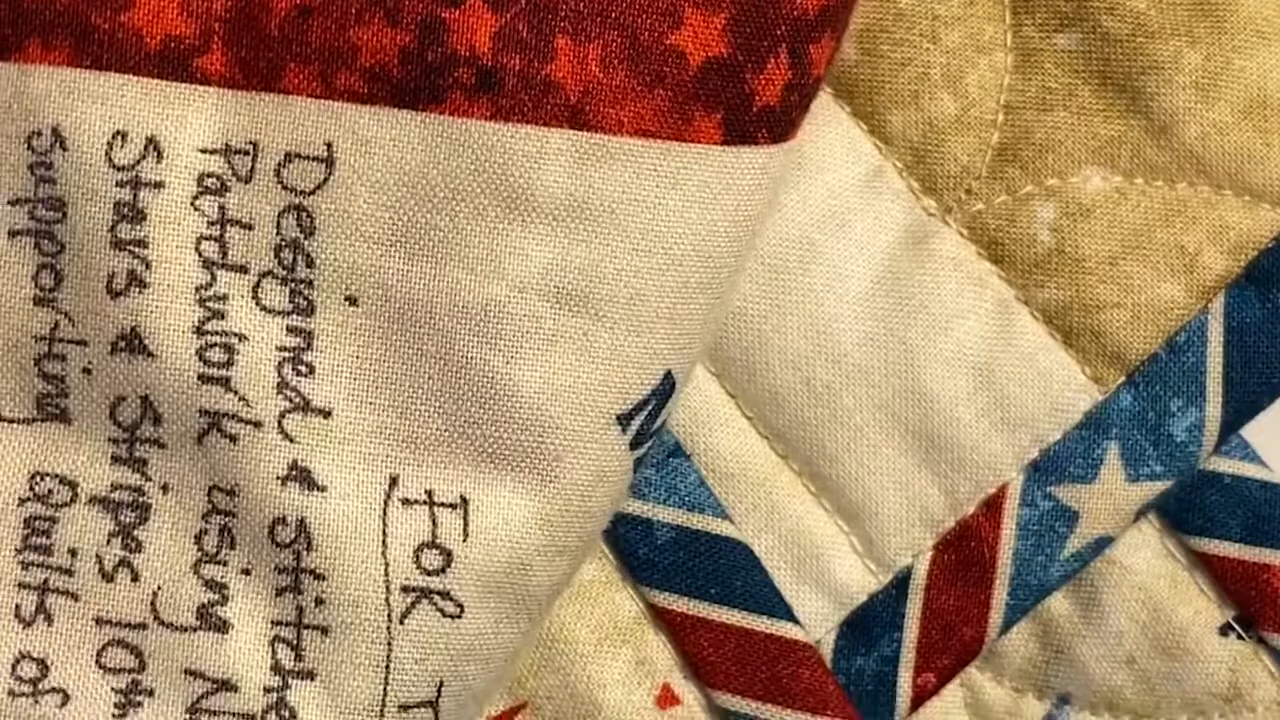 FOR
Designed & Stitche
Patchwork using
Stars & Stripes 10th
supporting Quilts of